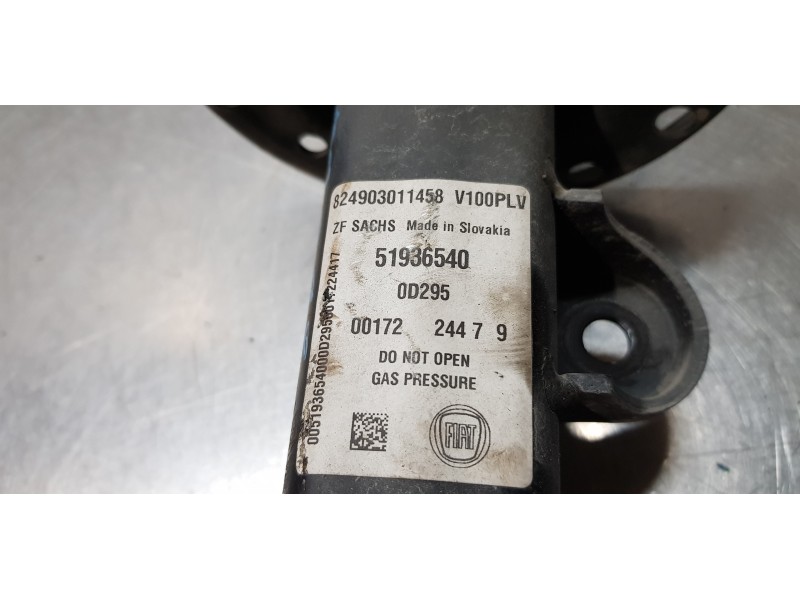 824903011458 V100PLV
ZF SACHS Made in Slovakia
51936540
0D295
00172 244 7 9
DO NOT OPEN
GAS PRESSURE
FIAT